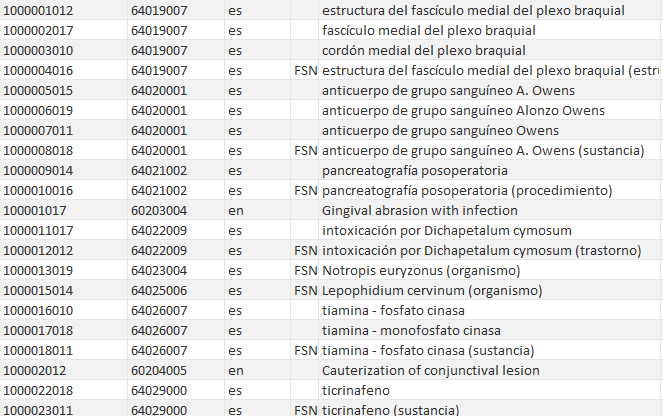 1000001012 64019007 es estructura del fascículo medial del plexo braquial
1000002017 64019007 es fascículo medial del plexo braquial
1000003010 64019007 es cordón medial del plexo braquial
1000004016 64019007 es FSN estructura del fascículo medial del plexo braquial (estru
1000005015 64020001 es anticuerpo de grupo sanguíneo A. Owens
1000006019 64020001 es anticuerpo de grupo sanguíneo Alonzo Owens
1000007011 64020001 es anticuerpo de grupo sanguíneo Owens
1000008018 64020001 es FSN anticuerpo de grupo sanguíneo A. Owens (sustancia)
1000009014 64021002 es pancreatografía posoperatoria
1000010016 64021002 es FSN pancreatografía posoperatoria (procedimiento)
100001017 60203004 en Gingival abrasion with infection
1000011017 64022009 es intoxicación por Dichapetalum cymosum
1000012012 64022009 es FSN intoxicación por Dichapetalum cymosum (trastorno)
1000013019 64023004 es FSN Notropis euryzonus (organismo)
1000015014 64025006 es FSN Lepophidium cervinum (organismo)
1000016010 64026007 es tiamina - fosfato cinasa
1000017018 64026007 es tiamina - monofosfato cinasa
1000018011 64026007 es FSN tiamina - fosfato cinasa (sustancia)
100002012 60204005 en Cauterization of conjunctival lesion
1000022018 64029000 es ticrinafeno
1000023011 64029000 es FSN ticrinafeno (sustancia)